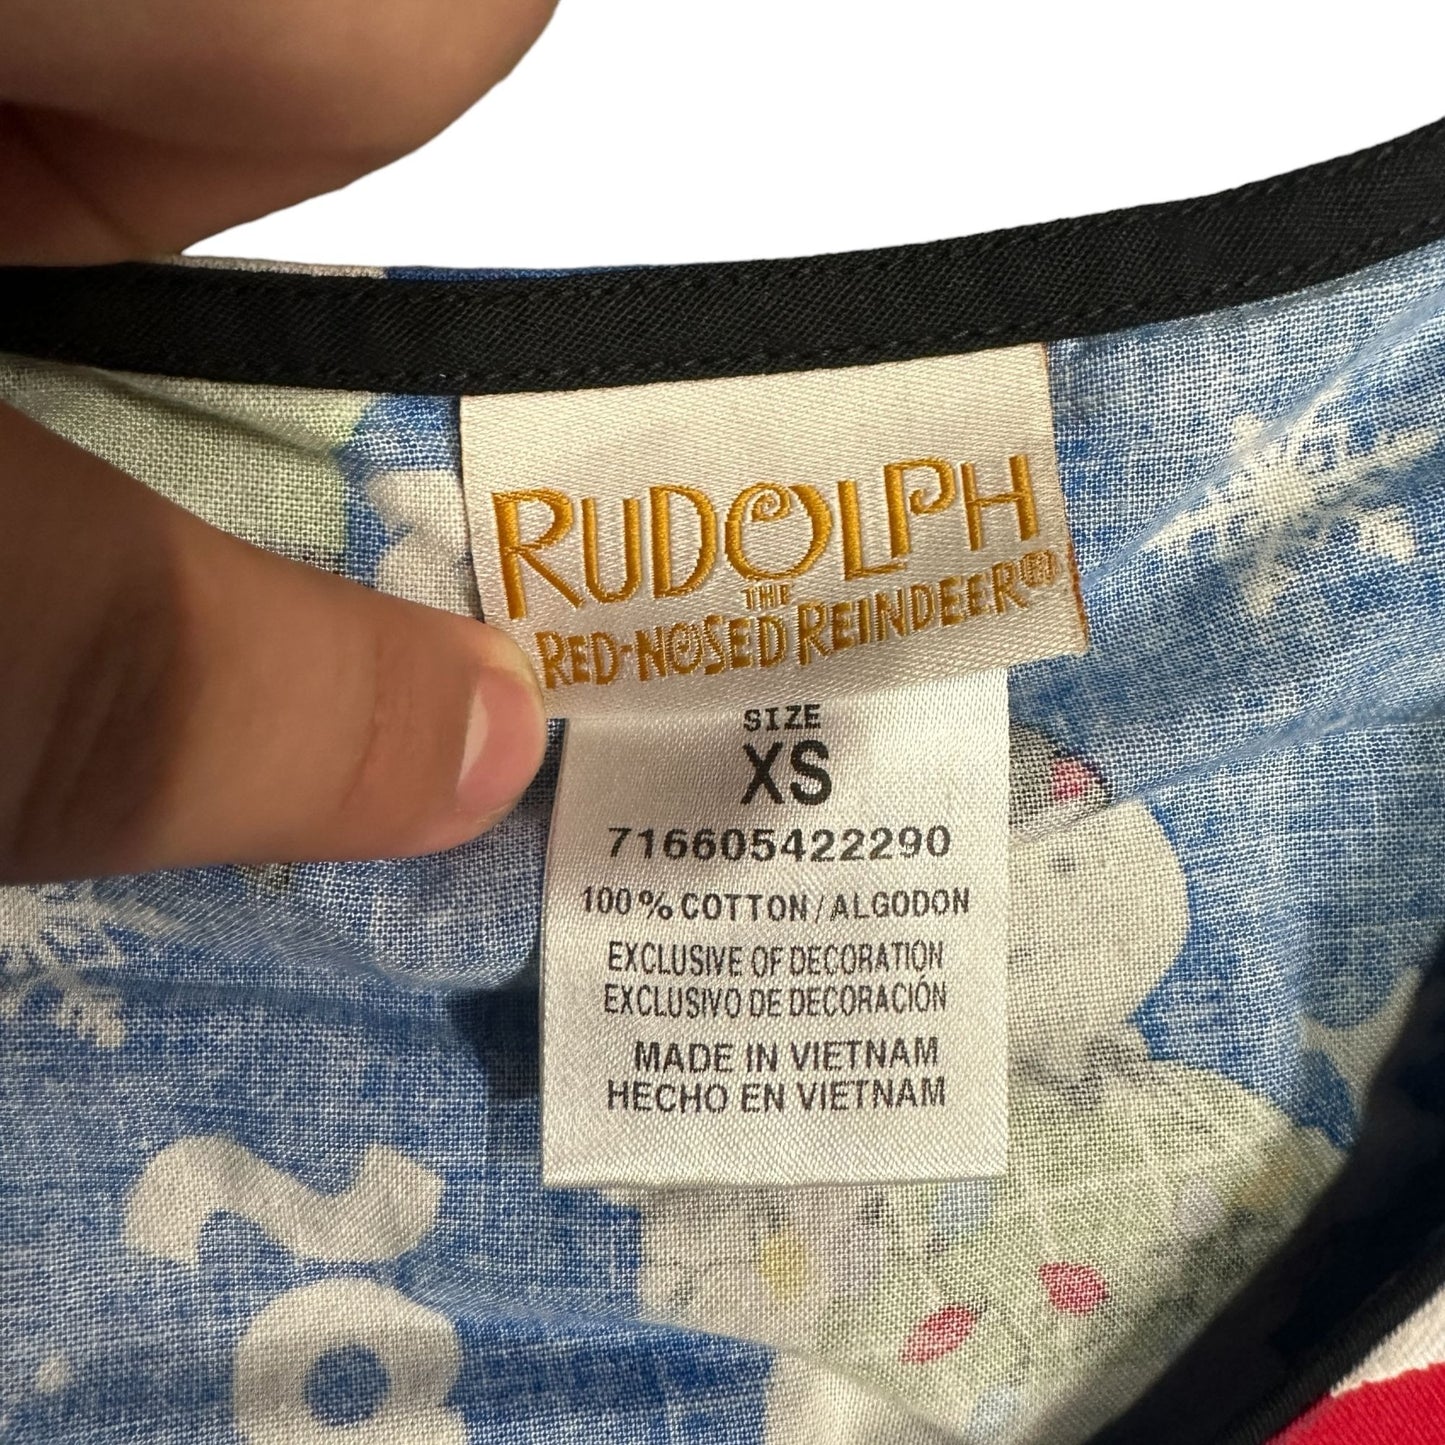 RUDOLPH
THE
RED-NOSED REINDEER®
SIZE
XS
716605422290
100% COTTON/ALGODON
EXCLUSIVE OF DECORATION
EXCLUSIVO DE DECORACIÓN
MADE IN VIETNAM
HECHO EN VIETNAM